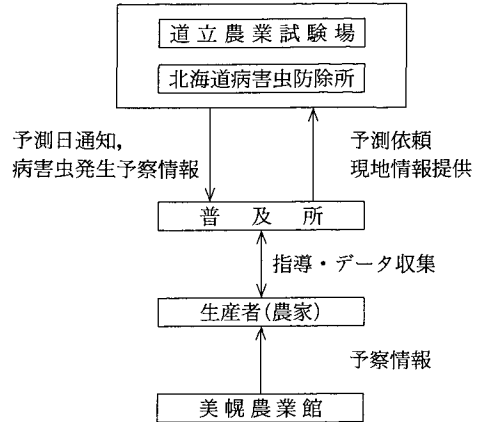 道立農業試験場
北海道病害虫防除所
予測日通知，
病害虫発生予察情報
予測依頼
現地情報提供
普及所
指導・データ収集
生産者(農家)
予察情報
美幌農業館